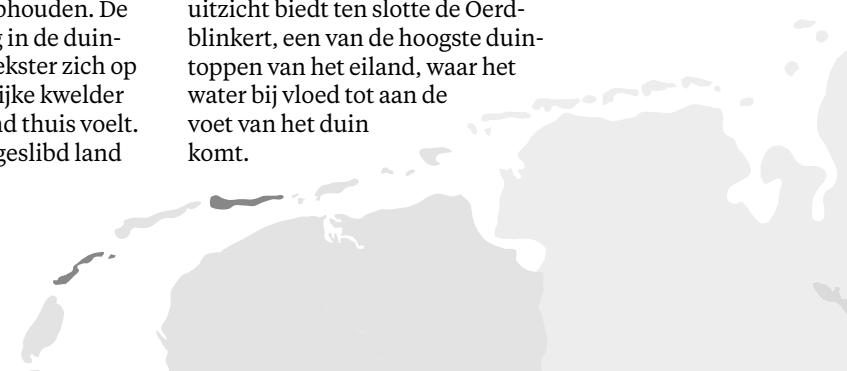 ophouden. De
in de duin-
ekster zich op
kwelder
thuis voelt.
geslibd land
uitzicht biedt ten slotte de Oerd-
blinkert, een van de hoogste duin-
toppen van het eiland, waar het
water bij vloed tot aan de
voet van het duin
komt.